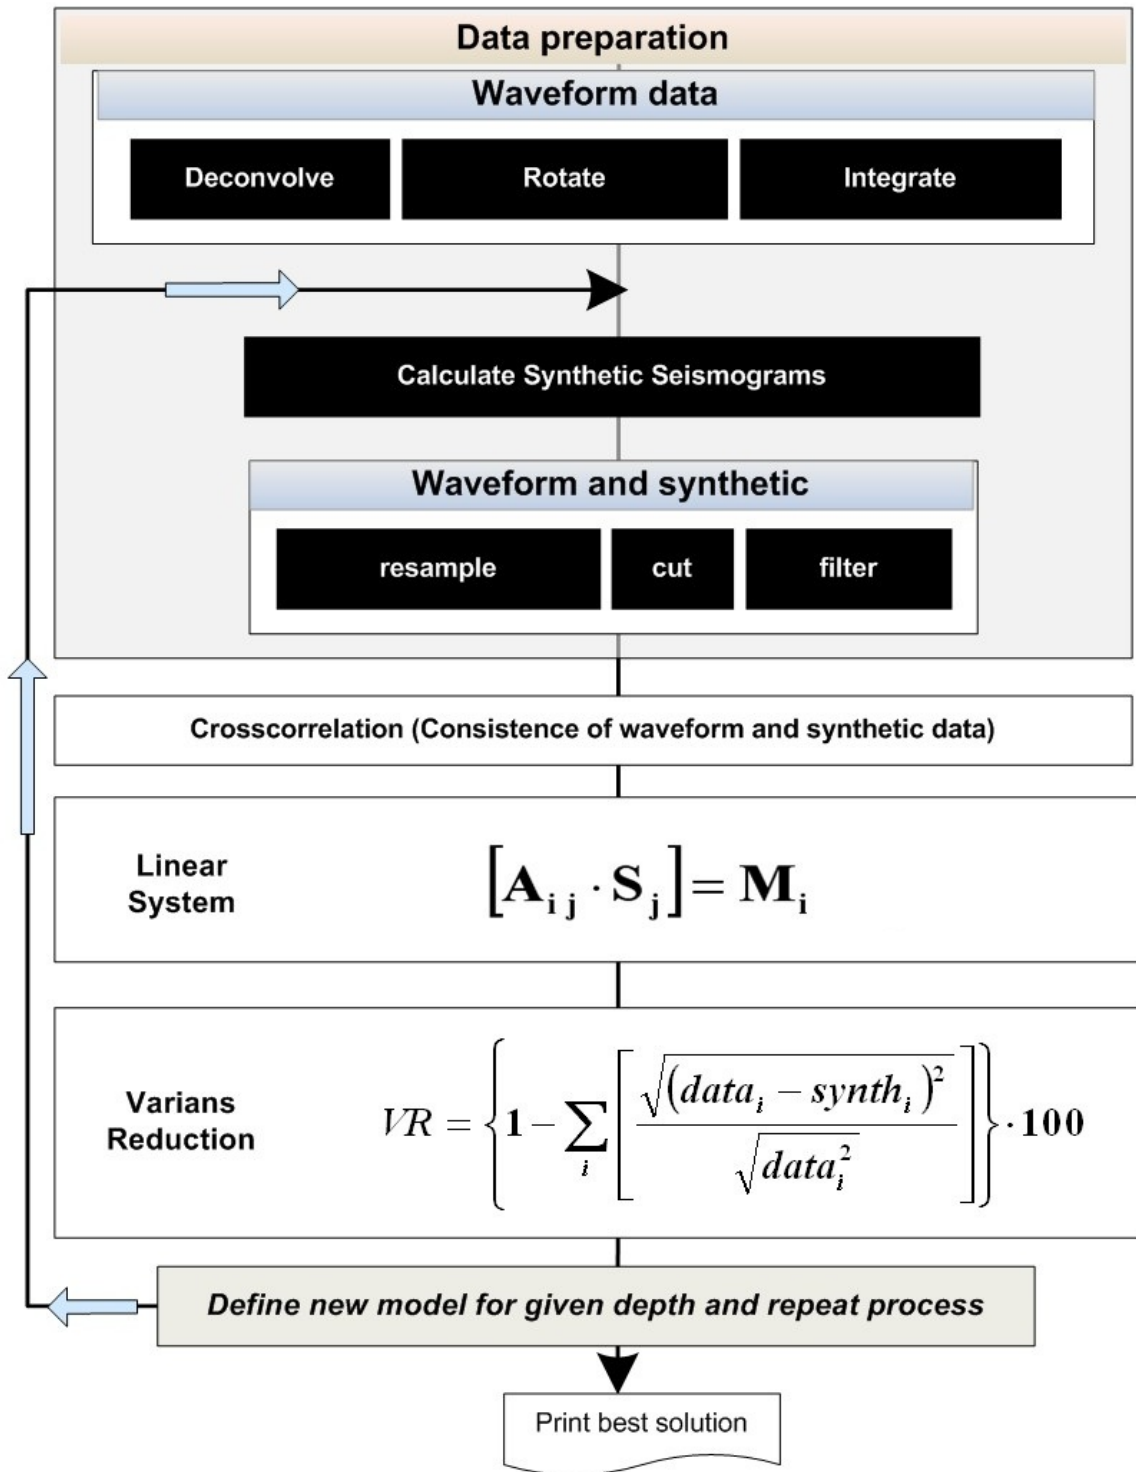 Data preparation
Waveform data
Deconvolve Rotate Integrate
Calculate Synthetic Seismograms
Waveform and synthetic
resample cut filter
Crosscorrelation (Consistence of waveform and synthetic data)
Linear
System
[A_{i j} · S_j] = M_i
Varians
Reduction
VR = {1 − ∑_i [√(data_i − synth_i)² / √data_i²]} · 100
Define new model for given depth and repeat process
Print best solution